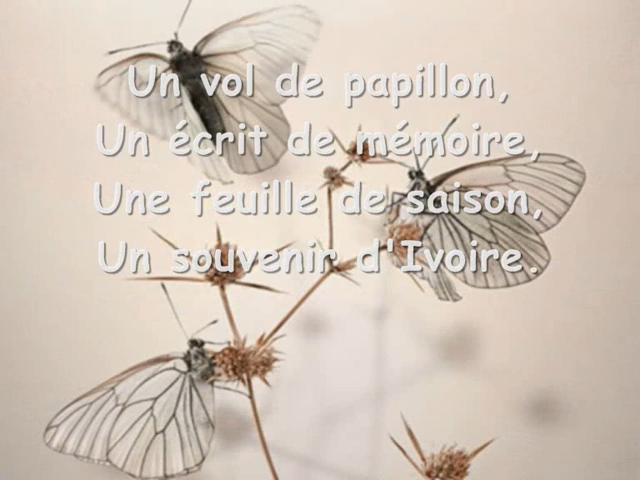 Un vol de papillon,
Un écrit de mémoire,
Une feuille de saison,
Un souvenir d'Ivoire.